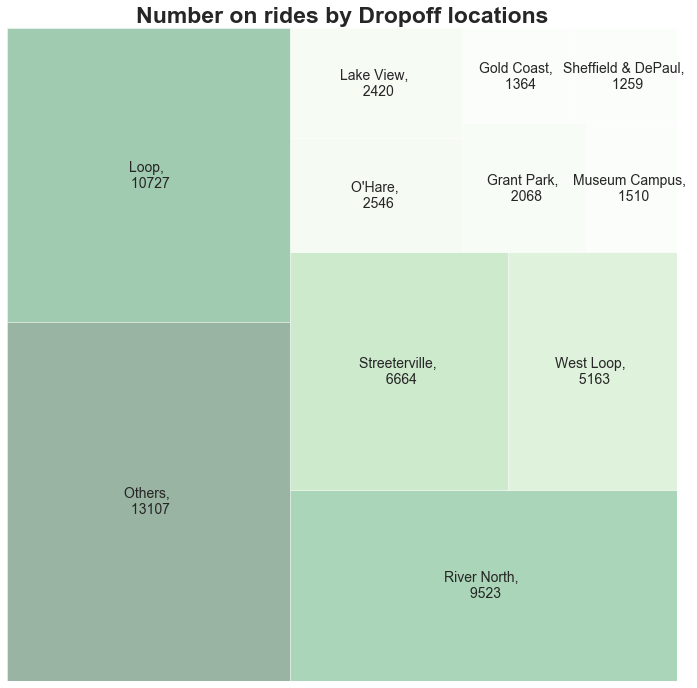 Number on rides by Dropoff locations
Lake View,
2420
Gold Coast,
1364
Sheffield & DePaul,
1259
Loop,
10727
O'Hare,
2546
Grant Park,
2068
Museum Campus,
1510
Streeterville,
6664
West Loop,
5163
Others,
13107
River North,
9523